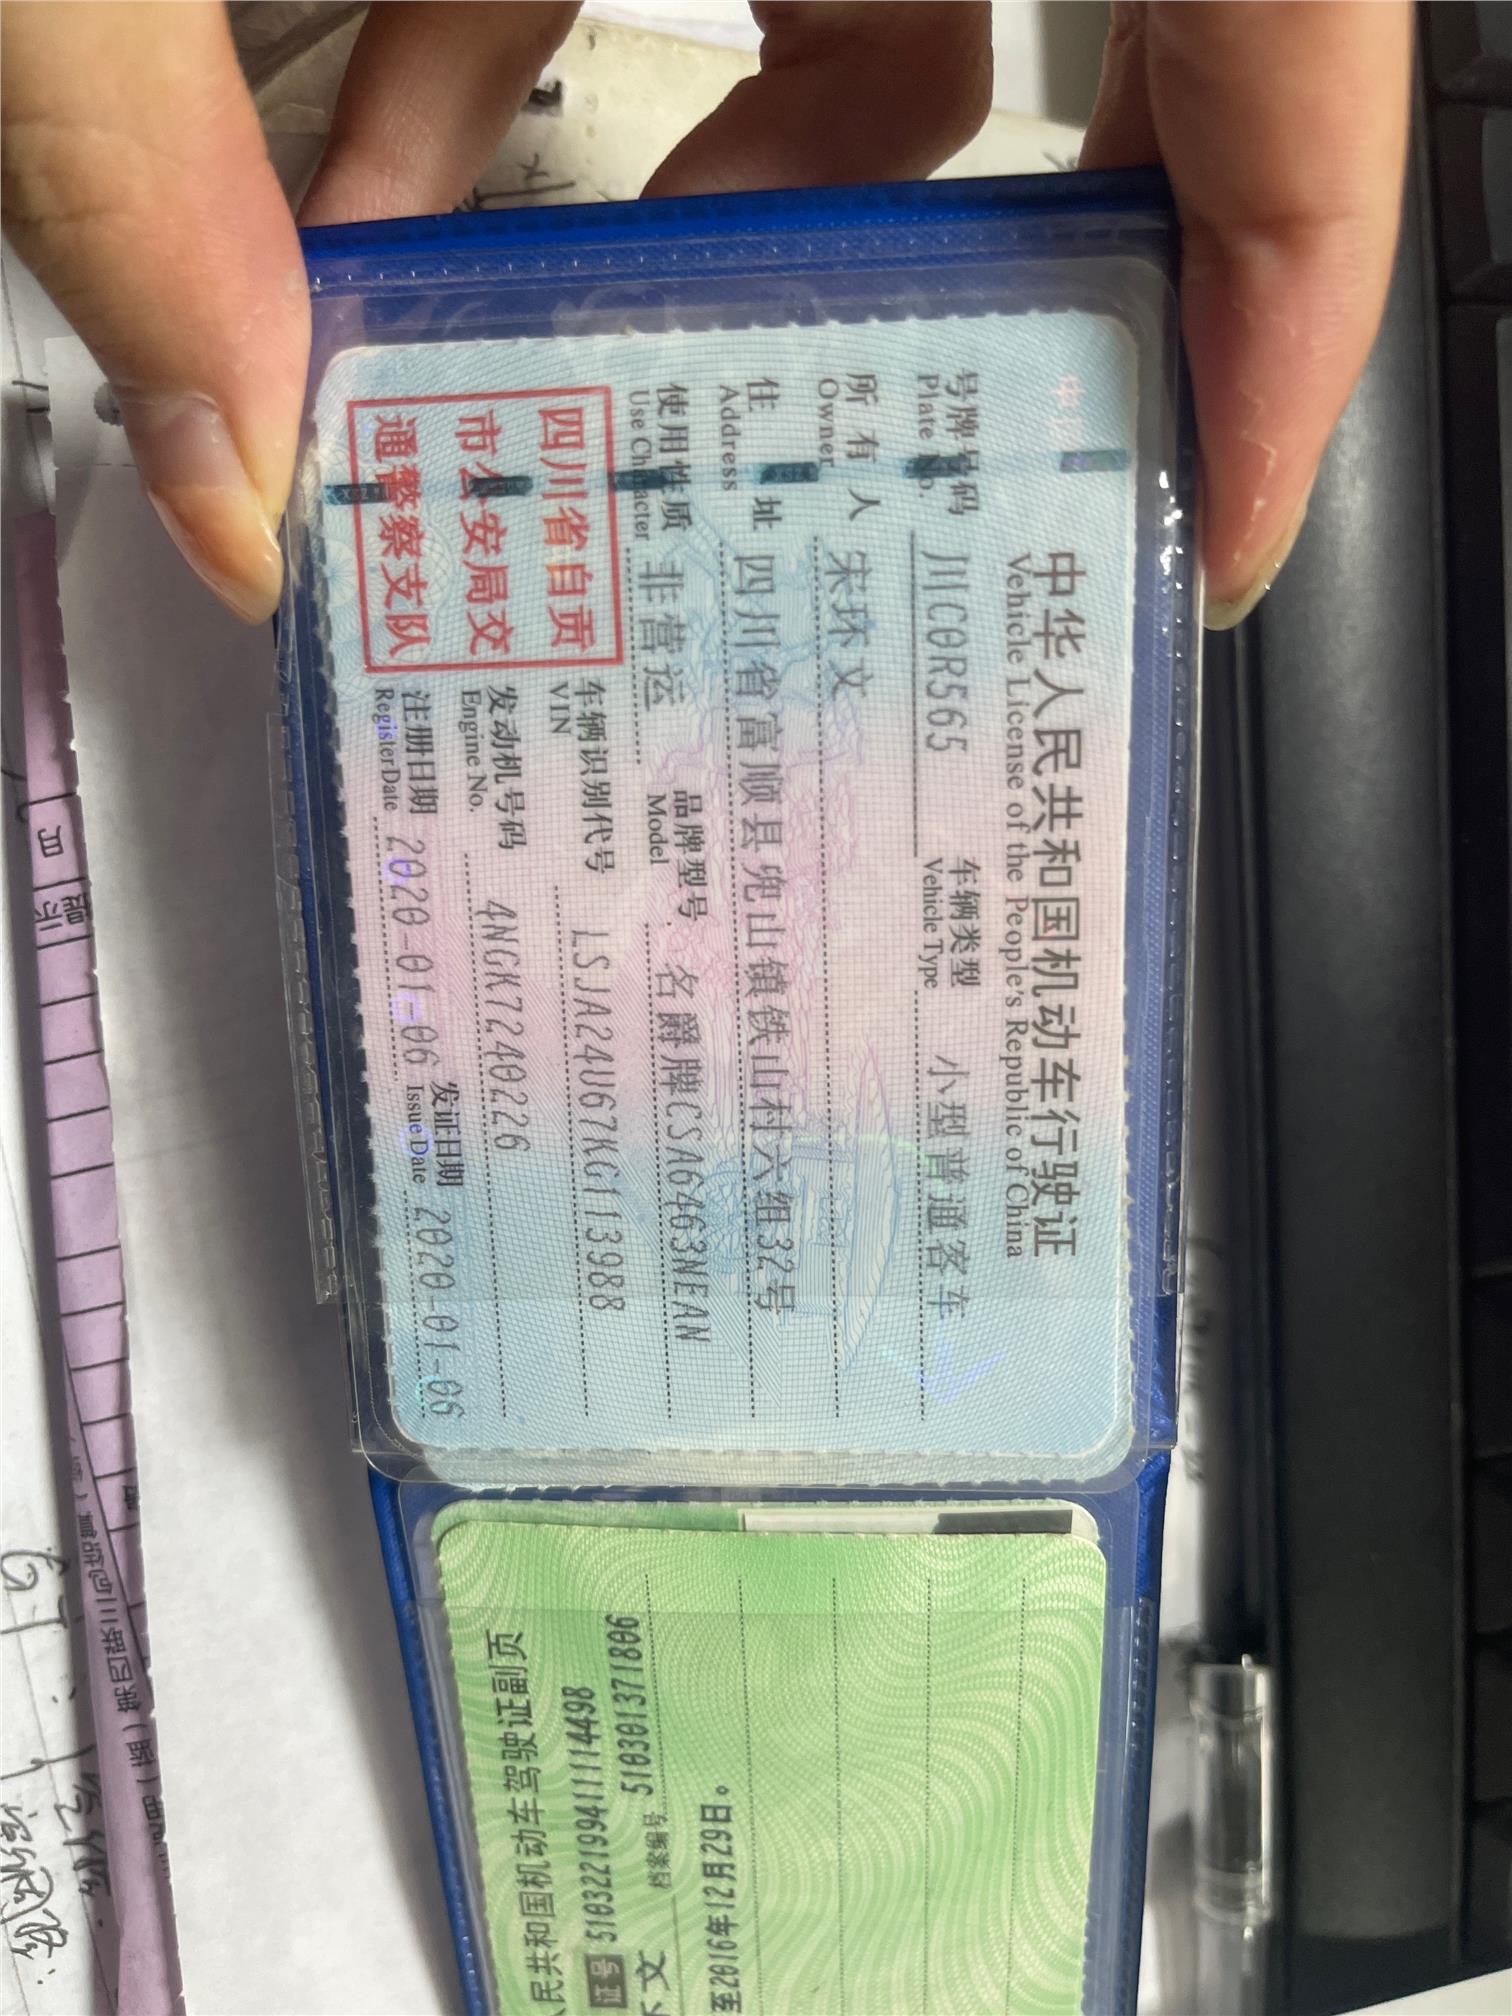 中华人民共和国机动车行驶证
Vehicle License of the People's Republic of China
号牌号码 川C0R565 车辆类型 小型普通客车
Plate No. Vehicle Type
所有人 宋环文
Owner
住址 四川省富顺县兜山镇铁山村六组32号
Address
使用性质 非营运 品牌型号 名爵牌CSA6463NEAN
Use Character Model
四川省自贡
市公安局交
通警察支队
车辆识别代号 LSJA24U67KG113988
VIN
发动机号码 4NGK7240226
Engine No.
注册日期 2020-01-06 发证日期 2020-01-06
Register Date Issue Date
民共和国机动车驾驶证副页
证号 510322199411114498
文 档案编号 510301371806
至2016年12月29日。